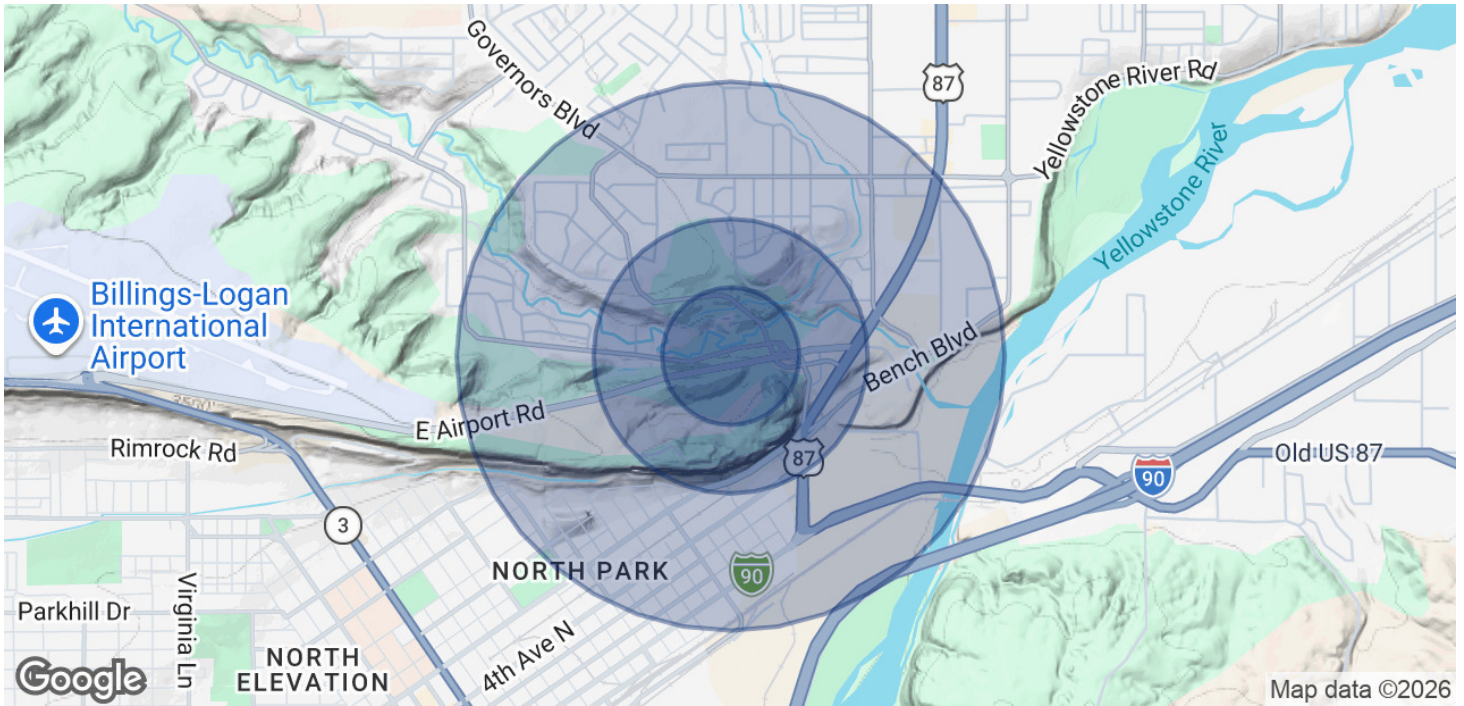 Governors Blvd
87
Yellowstone River Rd
Yellowstone River
Billings-Logan
International
Airport
Bench Blvd
E Airport Rd
Rimrock Rd
87
Old US 87
90
3
NORTH PARK
90
Parkhill Dr
Virginia Ln
NORTH
ELEVATION
4th Ave N
Google
Map data ©2026